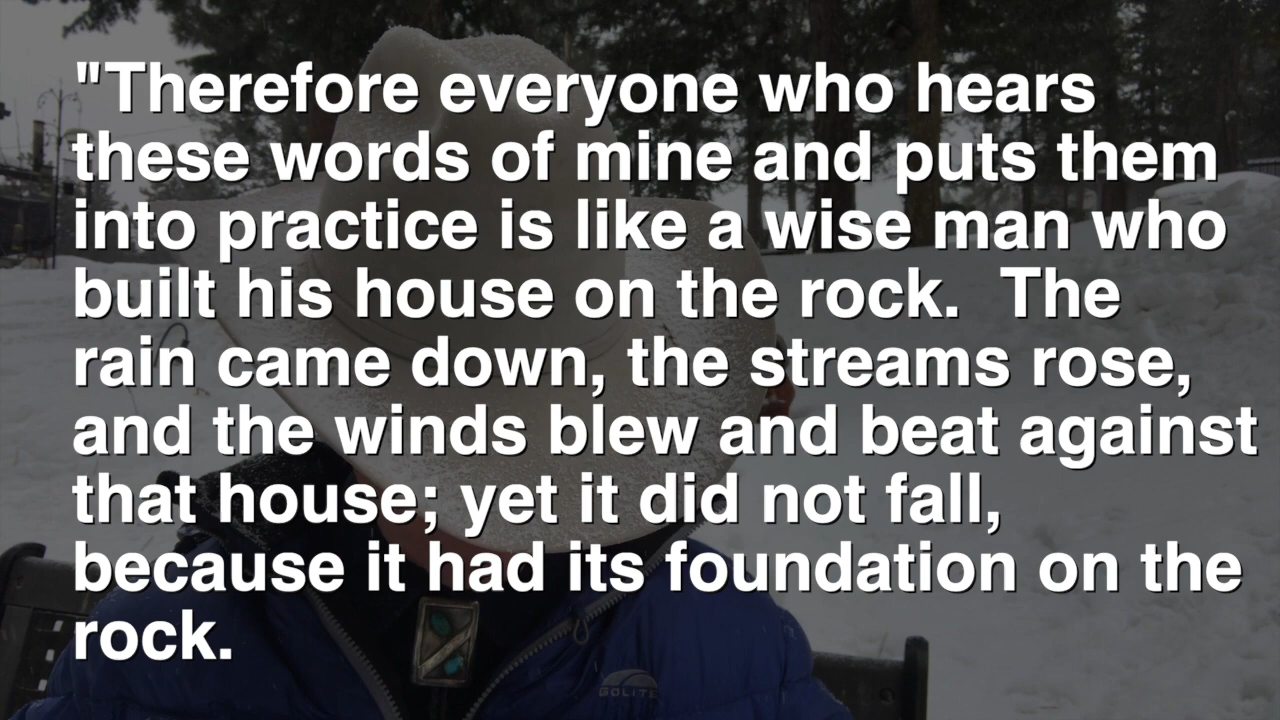 "Therefore everyone who hears
these words of mine and puts them
into practice is like a wise man who
built his house on the rock.  The
rain came down, the streams rose,
and the winds blew and beat against
that house; yet it did not fall,
because it had its foundation on the
rock.
GOLITE